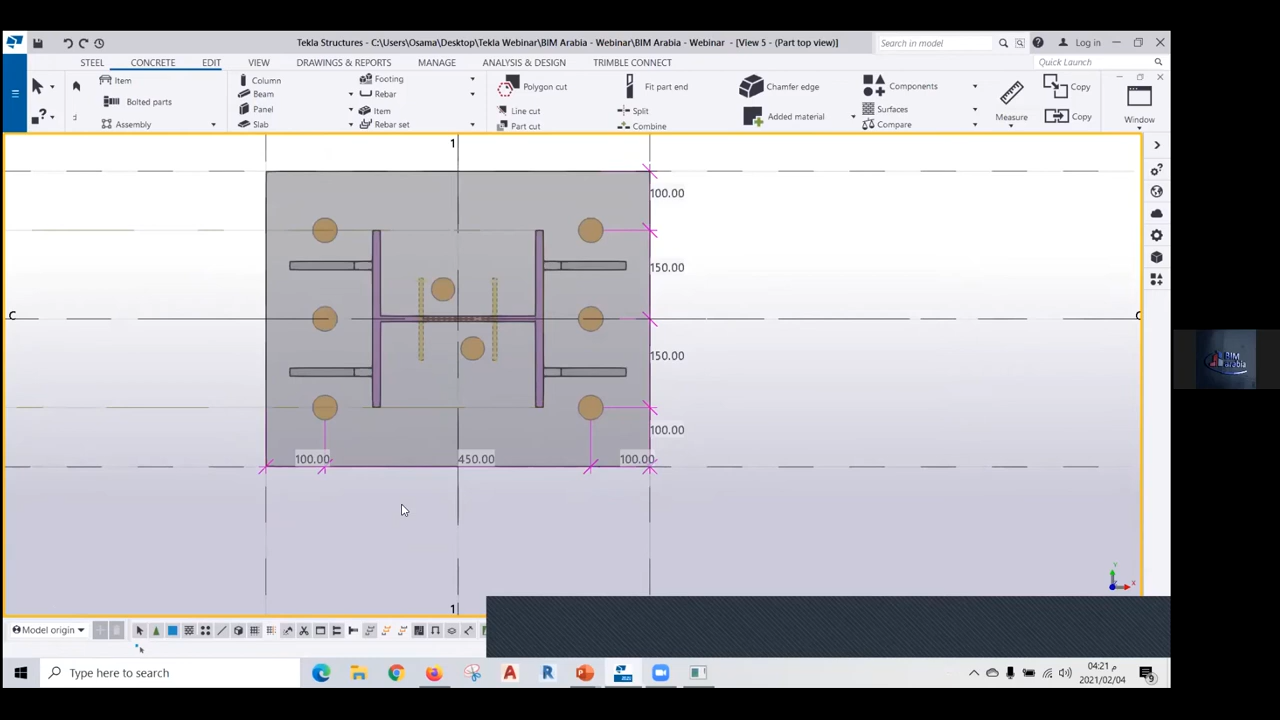 Tekla Structures - C:\Users\Osama\Desktop\Tekla Webinar\BIM Arabia - Webinar\BIM Arabia - Webinar - [View 5 - (Part top view)]
Search in model
Log in
STEEL CONCRETE EDIT VIEW DRAWINGS & REPORTS MANAGE ANALYSIS & DESIGN TRIMBLE CONNECT
Quick Launch
Item Column Footing Polygon cut Fit part end Chamfer edge Components Copy
Bolted parts Beam Rebar
d Panel Item Line cut Split Added material Surfaces Measure Copy Window
Assembly Slab Rebar set Part cut Combine Compare
1
100.00
150.00
C
C
150.00
100.00
100.00 450.00 100.00
1
Y
X
BIM
arabia
Model origin
Type here to search
04:21 م
2021/02/04
9